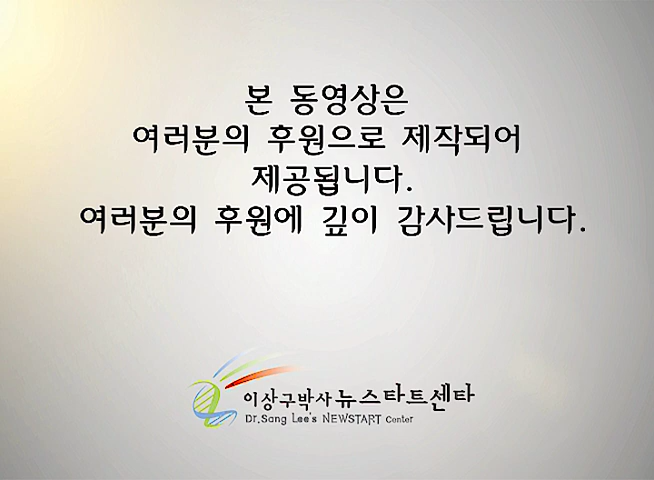 본 동영상은
여러분의 후원으로 제작되어
제공됩니다.
여러분의 후원에 깊이 감사드립니다.
이상구박사 뉴스타트센타
Dr.Sang Lee's NEWSTART Center